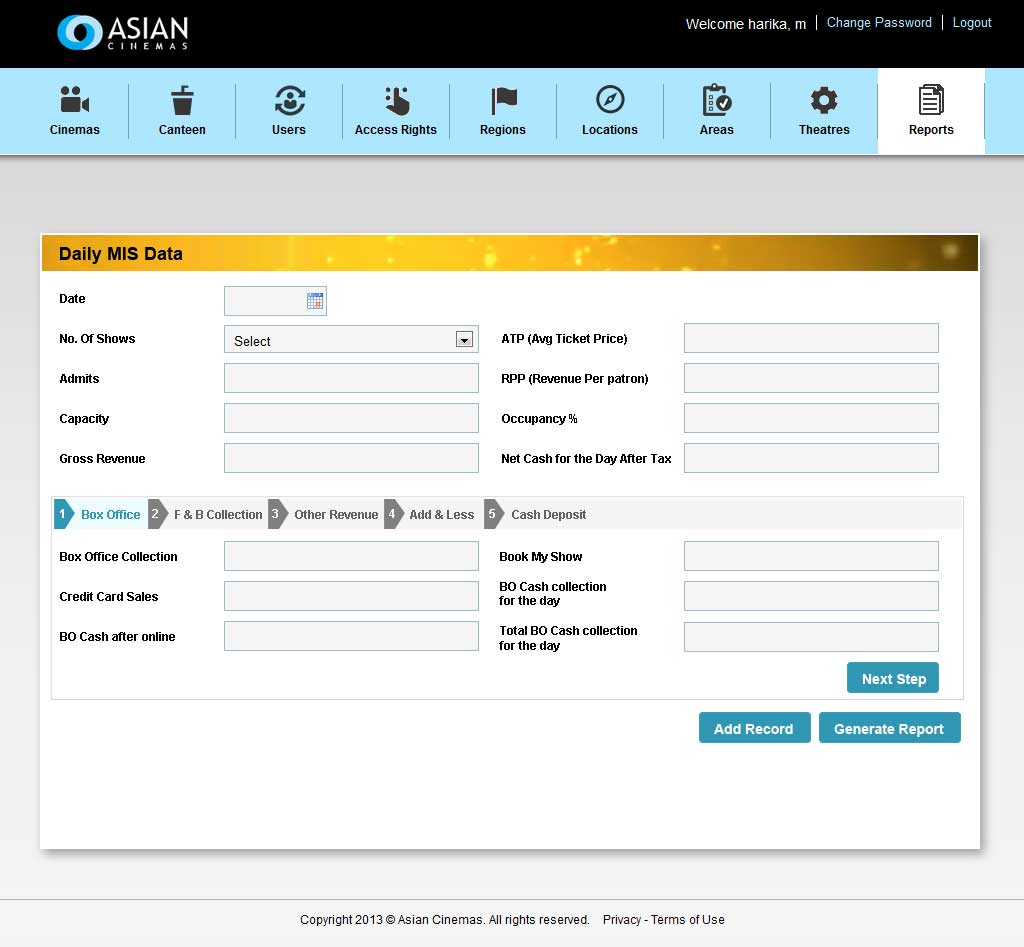 ASIAN
CINEMAS
Welcome harika, m | Change Password | Logout
Cinemas Canteen Users Access Rights Regions Locations Areas Theatres Reports
Daily MIS Data
Date
No. Of Shows Select ATP (Avg Ticket Price)
Admits RPP (Revenue Per patron)
Capacity Occupancy %
Gross Revenue Net Cash for the Day After Tax
1 Box Office 2 F & B Collection 3 Other Revenue 4 Add & Less 5 Cash Deposit
Box Office Collection Book My Show
Credit Card Sales BO Cash collection
for the day
BO Cash after online Total BO Cash collection
for the day
Next Step
Add Record Generate Report
Copyright 2013 © Asian Cinemas. All rights reserved. Privacy - Terms of Use